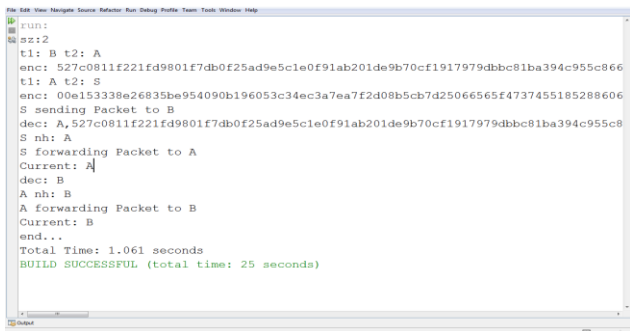 File Edit View Navigate Source Refactor Run Debug Profile Team Tools Window Help
run:
sz:2
t1: B t2: A
enc: 527c0811f221fd9801f7db0f25ad9e5c1e0f91ab201de9b70cf1917979dbbc81ba394c955c866
t1: A t2: S
enc: 00e153338e26835be954090b196053c34ec3a7ea7f2d08b5cb7d25066565f4737455185288606
S sending Packet to B
dec: A,527c0811f221fd9801f7db0f25ad9e5c1e0f91ab201de9b70cf1917979dbbc81ba394c955c8
S nh: A
S forwarding Packet to A
Current: A
dec: B
A nh: B
A forwarding Packet to B
Current: B
end...
Total Time: 1.061 seconds
BUILD SUCCESSFUL (total time: 25 seconds)
Output